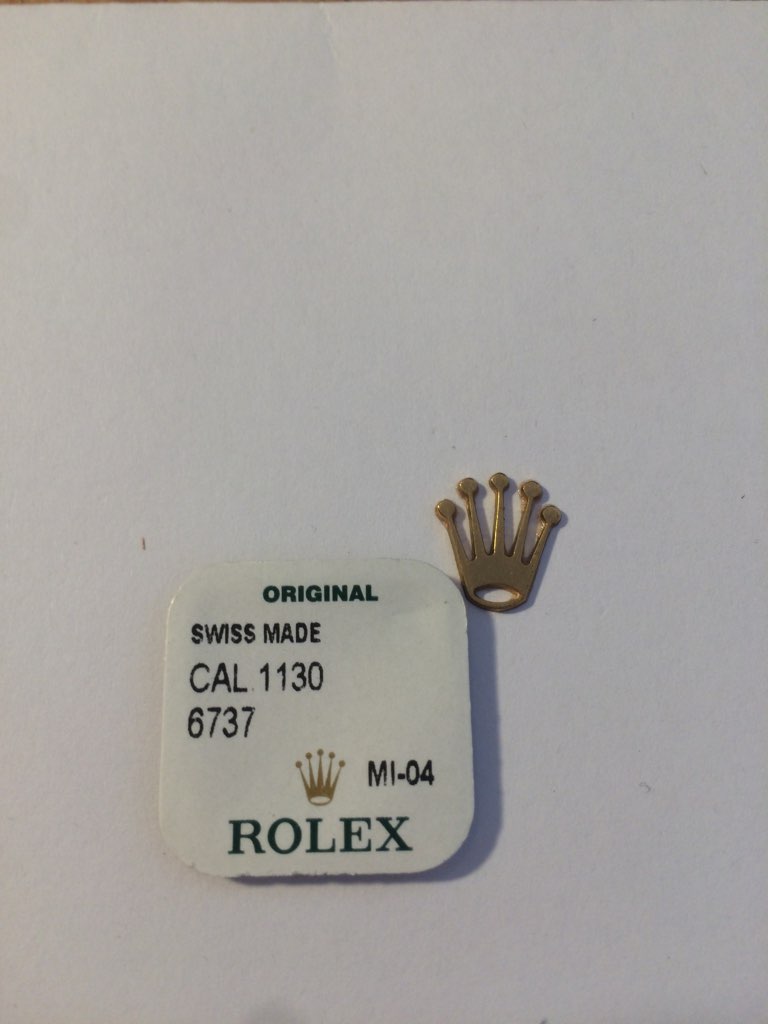 ORIGINAL
SWISS MADE
CAL 1130
6737
MI-04
ROLEX